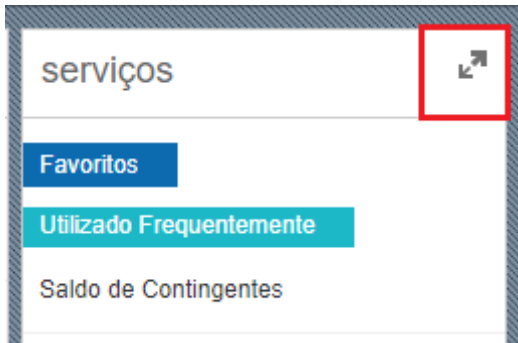 serviços
Favoritos
Utilizado Frequentemente
Saldo de Contingentes